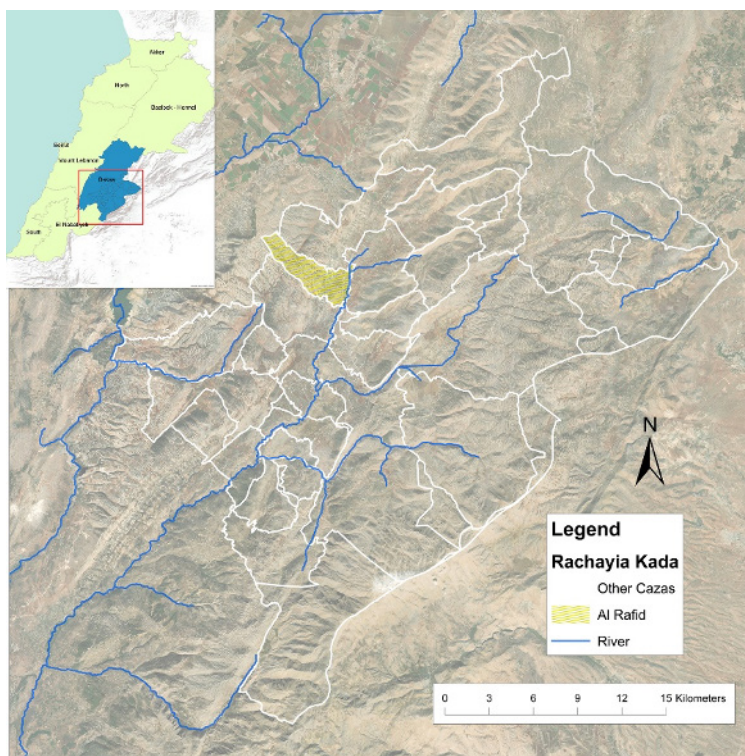 Akkar
North
Baalbek - Hermel
Beirut
Mount Lebanon
Bekaa
El Nabatieh
South
N
Legend
Rachayia Kada
Other Cazas
Al Rafid
River
0 3 6 9 12 15 Kilometers